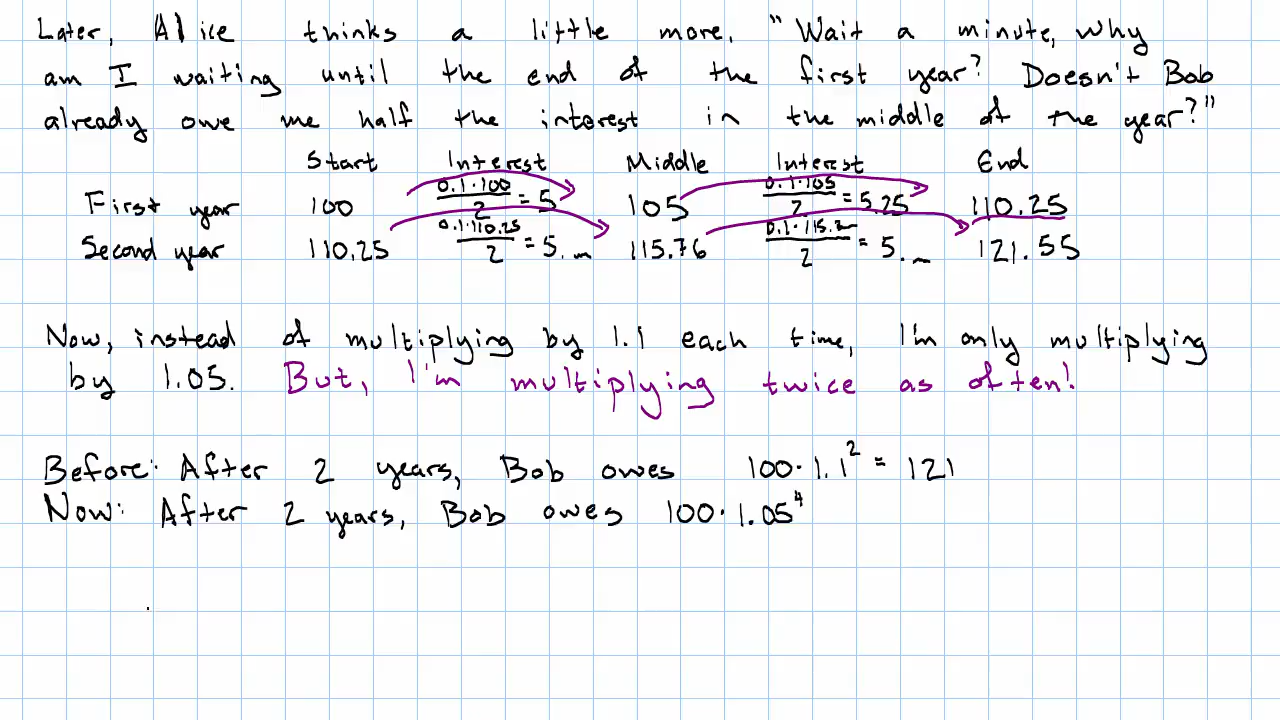 Later, Alice thinks a little more. "Wait a minute, why
am I waiting until the end of the first year? Doesn't Bob
already owe me half the interest in the middle of the year?"
Start Interest Middle Interest End
First year 100 0.1·100/2 = 5 105 0.1·105/2 = 5.25 110.25
Second year 110.25 0.1·110.25/2 = 5.... 115.76 0.1·115.7.../2 = 5.... 121.55
Now, instead of multiplying by 1.1 each time, I'm only multiplying
by 1.05. But, I'm multiplying twice as often!
Before: After 2 years, Bob owes 100·1.1² = 121
Now: After 2 years, Bob owes 100·1.05⁴